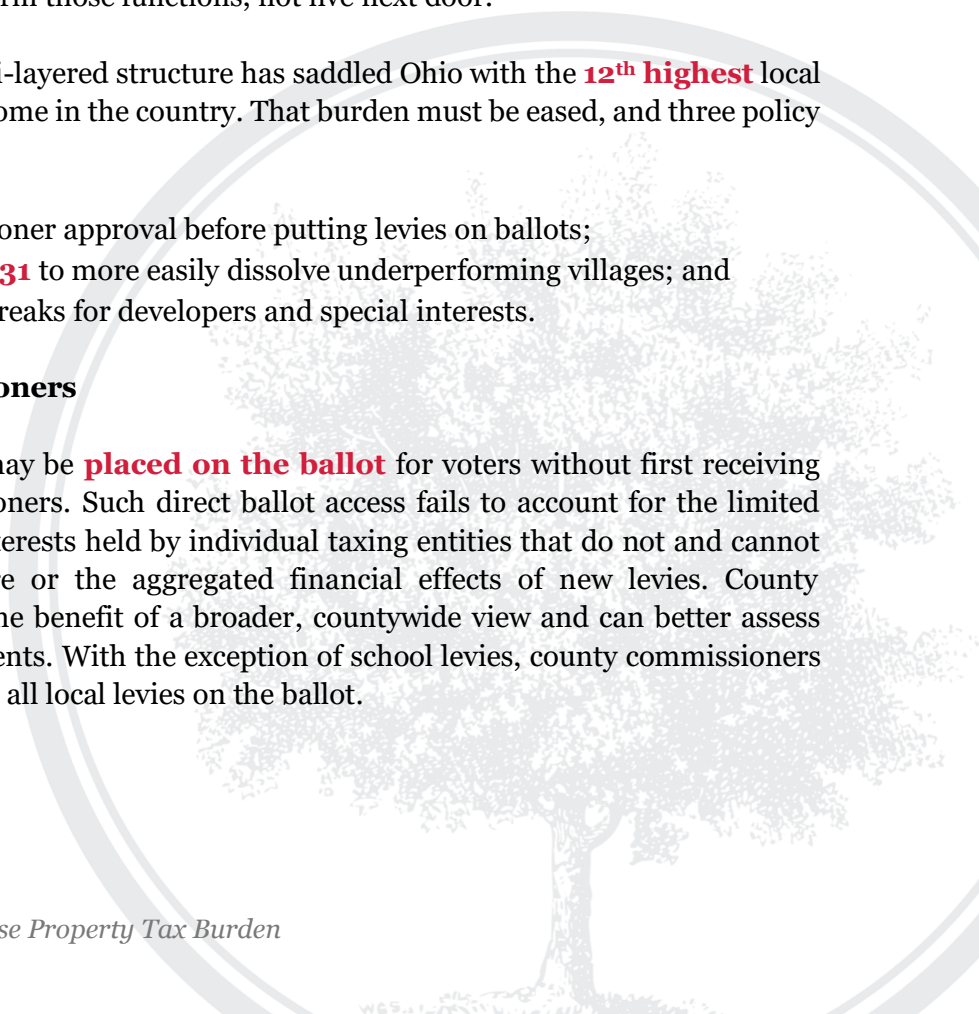 those functions, not live next door.
i-layered structure has saddled Ohio with the 12th highest local
ome in the country. That burden must be eased, and three policy
oner approval before putting levies on ballots;
31 to more easily dissolve underperforming villages; and
reaks for developers and special interests.
oners
may be placed on the ballot for voters without first receiving
oners. Such direct ballot access fails to account for the limited
terests held by individual taxing entities that do not and cannot
re or the aggregated financial effects of new levies. County
he benefit of a broader, countywide view and can better assess
ents. With the exception of school levies, county commissioners
all local levies on the ballot.
se Property Tax Burden